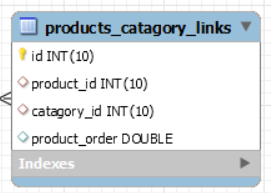 products_catagory_links
id INT(10)
product_id INT(10)
catagory_id INT(10)
product_order DOUBLE
Indexes